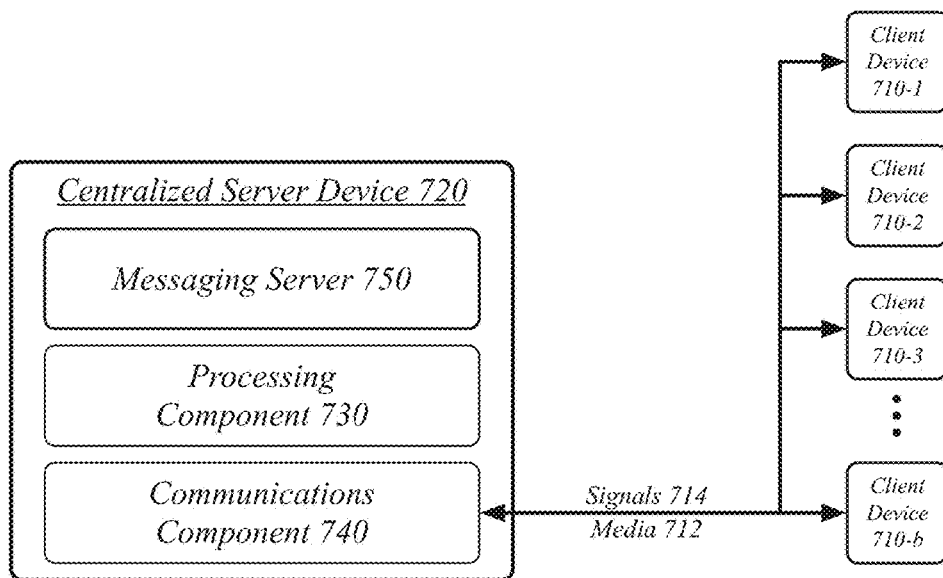 Centralized Server Device 720
Messaging Server 750
Processing
Component 730
Communications
Component 740
Signals 714
Media 712
Client
Device
710-1
Client
Device
710-2
Client
Device
710-3
Client
Device
710-b